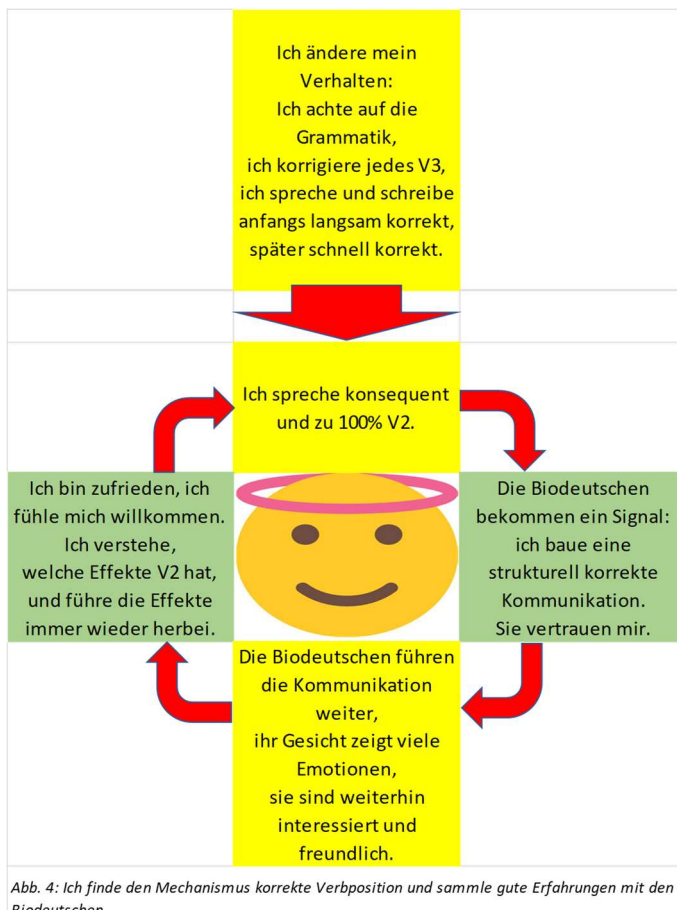 Ich ändere mein
Verhalten:
Ich achte auf die
Grammatik,
ich korrigiere jedes V3,
ich spreche und schreibe
anfangs langsam korrekt,
später schnell korrekt.
Ich spreche konsequent
und zu 100% V2.
Ich bin zufrieden, ich
fühle mich willkommen.
Ich verstehe,
welche Effekte V2 hat,
und führe die Effekte
immer wieder herbei.
Die Biodeutschen
bekommen ein Signal:
ich baue eine
strukturell korrekte
Kommunikation.
Sie vertrauen mir.
Die Biodeutschen führen
die Kommunikation
weiter,
ihr Gesicht zeigt viele
Emotionen,
sie sind weiterhin
interessiert und
freundlich.
Abb. 4: Ich finde den Mechanismus korrekte Verbposition und sammle gute Erfahrungen mit den
Biodeutschen